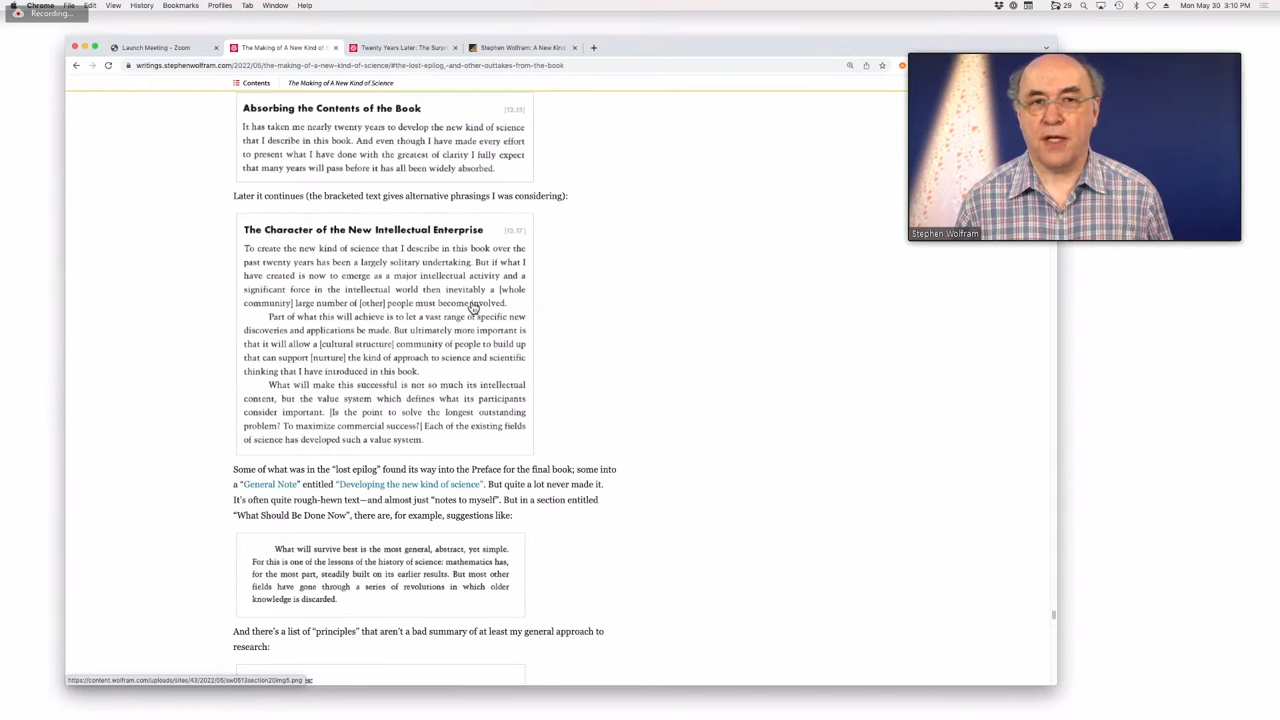 Chrome File Edit View History Bookmarks Profiles Tab Window Help
29 Mon May 30 3:10 PM
Recording...
Launch Meeting - Zoom
The Making of A New Kind of S
Twenty Years Later: The Surpr
Stephen Wolfram: A New Kind
writings.stephenwolfram.com/2022/05/the-making-of-a-new-kind-of-science/#the-lost-epilog,-and-other-outtakes-from-the-book
Contents The Making of A New Kind of Science
Absorbing the Contents of the Book [12.15]
It has taken me nearly twenty years to develop the new kind of science
that I describe in this book. And even though I have made every effort
to present what I have done with the greatest of clarity I fully expect
that many years will pass before it has all been widely absorbed.
Later it continues (the bracketed text gives alternative phrasings I was considering):
The Character of the New Intellectual Enterprise [12.17]
To create the new kind of science that I describe in this book over the
past twenty years has been a largely solitary undertaking. But if what I
have created is now to emerge as a major intellectual activity and a
significant force in the intellectual world then inevitably a [whole
community] large number of [other] people must become involved.
Part of what this will achieve is to let a vast range of specific new
discoveries and applications be made. But ultimately more important is
that it will allow a [cultural structure] community of people to build up
that can support [nurture] the kind of approach to science and scientific
thinking that I have introduced in this book.
What will make this successful is not so much its intellectual
content, but the value system which defines what its participants
consider important. [Is the point to solve the longest outstanding
problem? To maximize commercial success?] Each of the existing fields
of science has developed such a value system.
Some of what was in the “lost epilog” found its way into the Preface for the final book; some into
a “General Note” entitled “Developing the new kind of science”. But quite a lot never made it.
It’s often quite rough-hewn text—and almost just “notes to myself”. But in a section entitled
“What Should Be Done Now”, there are, for example, suggestions like:
What will survive best is the most general, abstract, yet simple.
For this is one of the lessons of the history of science: mathematics has,
for the most part, steadily built on its earlier results. But most other
fields have gone through a series of revolutions in which older
knowledge is discarded.
And there’s a list of “principles” that aren’t a bad summary of at least my general approach to
research:
https://content.wolfram.com/uploads/sites/43/2022/05/sw0513section20img5.png
Stephen Wolfram